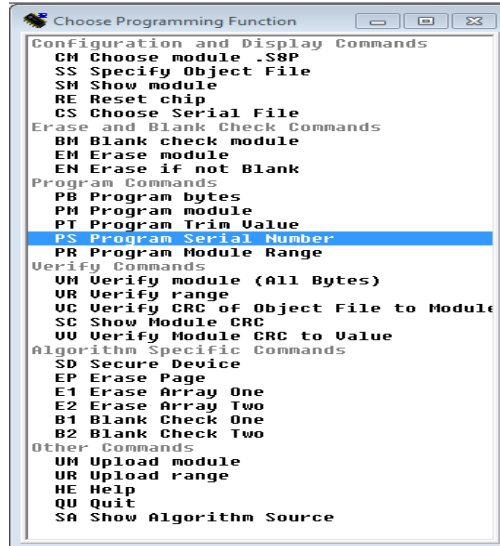 Choose Programming Function
Configuration and Display Commands
CM Choose module .S8P
SS Specify Object File
SM Show module
RE Reset chip
CS Choose Serial File
Erase and Blank Check Commands
BM Blank check module
EM Erase module
EN Erase if not Blank
Program Commands
PB Program bytes
PM Program module
PT Program Trim Value
PS Program Serial Number
PR Program Module Range
Verify Commands
VM Verify module (All Bytes)
VR Verify range
VC Verify CRC of Object File to Module
SC Show Module CRC
VV Verify Module CRC to Value
Algorithm Specific Commands
SD Secure Device
EP Erase Page
E1 Erase Array One
E2 Erase Array Two
B1 Blank Check One
B2 Blank Check Two
Other Commands
UM Upload module
UR Upload range
HE Help
QU Quit
SA Show Algorithm Source